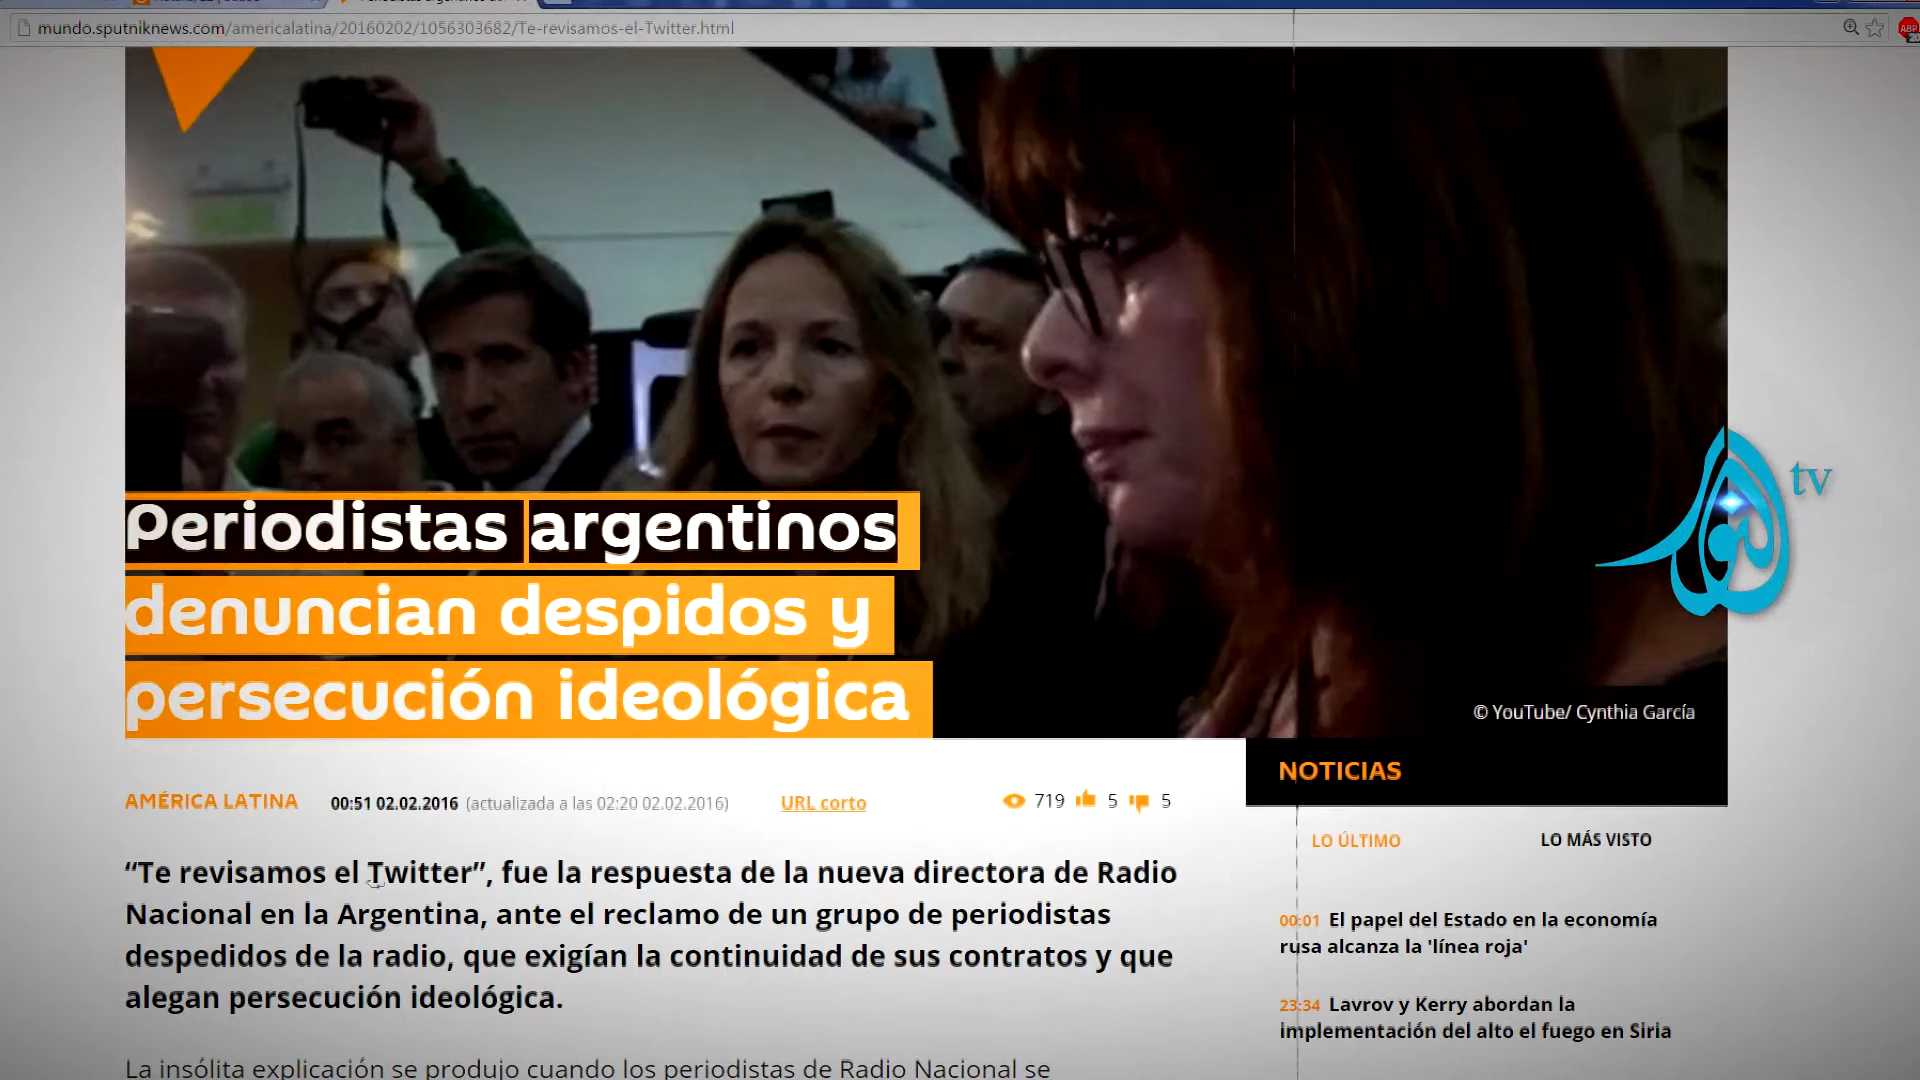 mundo.sputniknews.com/americalatina/20160202/1056303682/Te-revisamos-el-Twitter.html
ABP
Periodistas argentinos
denuncian despidos y
persecución ideológica
نور
tv
© YouTube/ Cynthia García
NOTICIAS
AMÉRICA LATINA 00:51 02.02.2016 (actualizada a las 02:20 02.02.2016) URL corto 719 5 5
LO ÚLTIMO LO MÁS VISTO
“Te revisamos el Twitter”, fue la respuesta de la nueva directora de Radio
Nacional en la Argentina, ante el reclamo de un grupo de periodistas
despedidos de la radio, que exigían la continuidad de sus contratos y que
alegan persecución ideológica.
La insólita explicación se produjo cuando los periodistas de Radio Nacional se
00:01 El papel del Estado en la economía
rusa alcanza la 'línea roja'
23:34 Lavrov y Kerry abordan la
implementación del alto el fuego en Siria